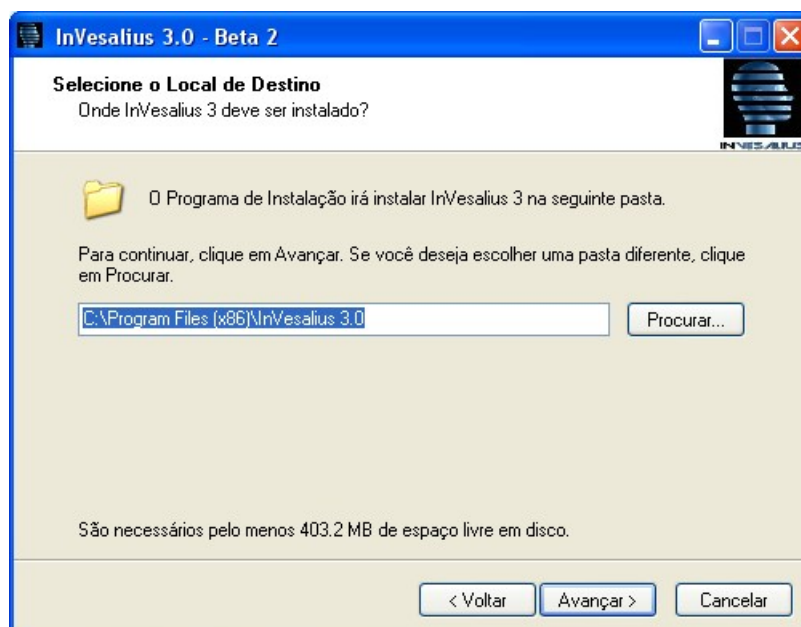 InVesalius 3.0 - Beta 2
Selecione o Local de Destino
Onde InVesalius 3 deve ser instalado?
INVESALIUS
O Programa de Instalação irá instalar InVesalius 3 na seguinte pasta.
Para continuar, clique em Avançar. Se você deseja escolher uma pasta diferente, clique
em Procurar.
C:\Program Files (x86)\InVesalius 3.0
Procurar...
São necessários pelo menos 403.2 MB de espaço livre em disco.
< Voltar
Avançar >
Cancelar